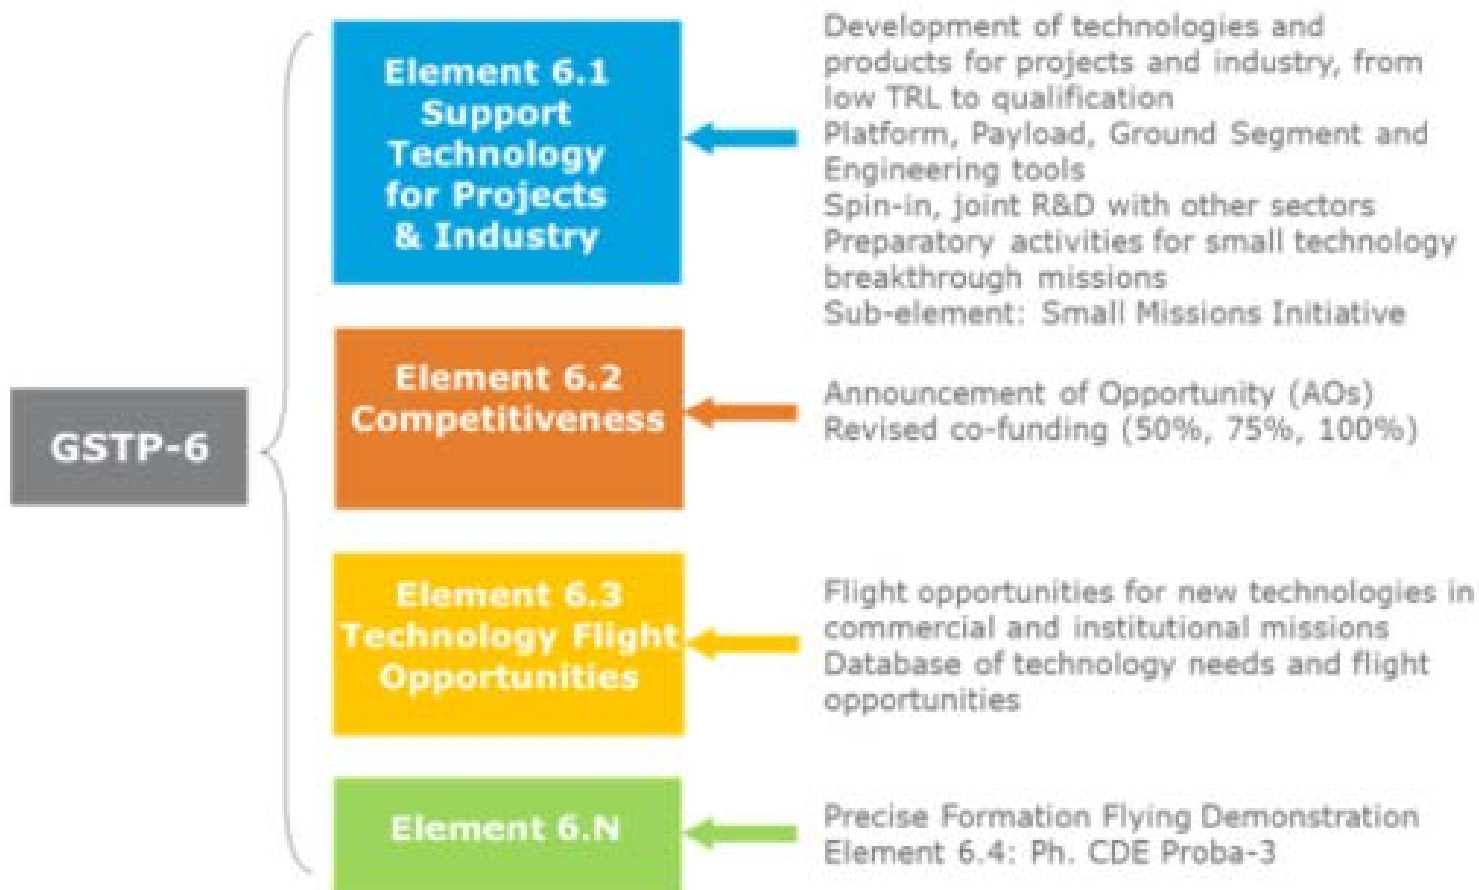 GSTP-6
Element 6.1
Support
Technology
for Projects
& Industry
Development of technologies and
products for projects and industry, from
low TRL to qualification
Platform, Payload, Ground Segment and
Engineering tools
Spin-in, joint R&D with other sectors
Preparatory activities for small technology
breakthrough missions
Sub-element: Small Missions Initiative
Element 6.2
Competitiveness
Announcement of Opportunity (AOs)
Revised co-funding (50%, 75%, 100%)
Element 6.3
Technology Flight
Opportunities
Flight opportunities for new technologies in
commercial and institutional missions
Database of technology needs and flight
opportunities
Element 6.N
Precise Formation Flying Demonstration
Element 6.4: Ph. CDE Proba-3